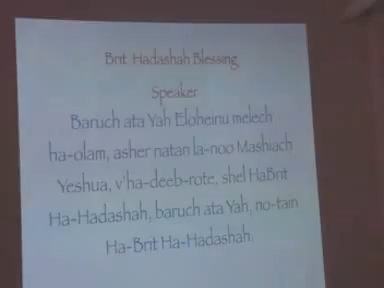 Brit Hadashah Blessing
Speaker
Baruch ata Yah Eloheinu melech
ha-olam, asher natan la-noo Mashiach
Yeshua, v'ha-deeb-rote, shel HaBrit
Ha-Hadashah, baruch ata Yah, no-tain
Ha-Brit Ha-Hadashah.